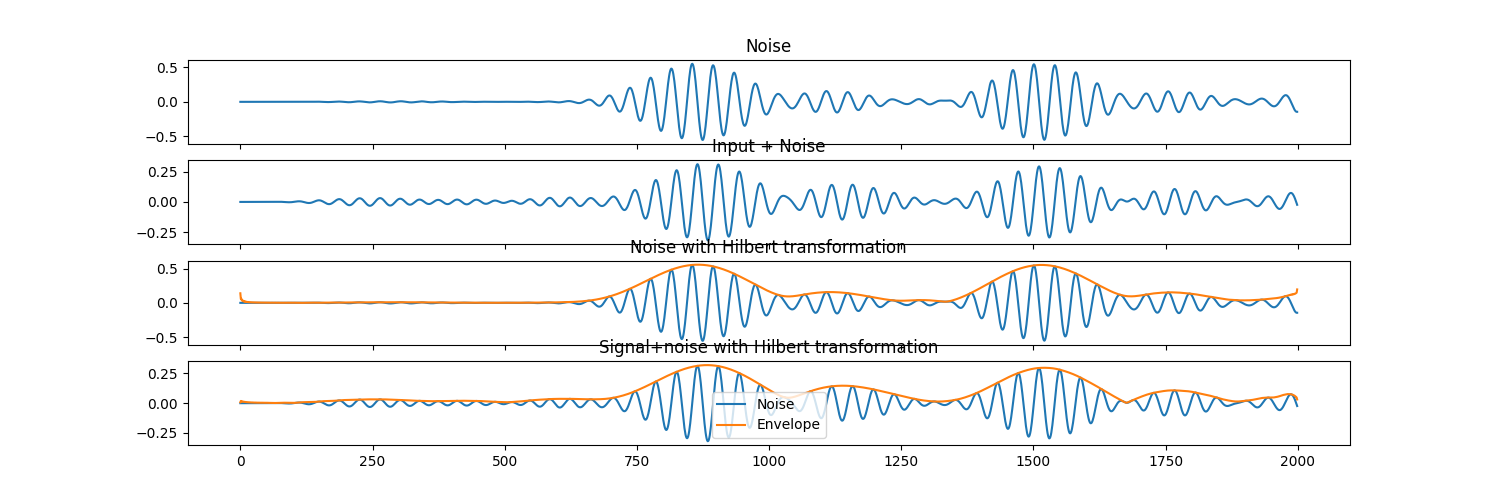 Noise
0.5
0.0
−0.5
Input + Noise
0.25
0.00
−0.25
Noise with Hilbert transformation
0.5
0.0
−0.5
Signal+noise with Hilbert transformation
0.25
0.00
−0.25
Noise
Envelope
0 250 500 750 1000 1250 1500 1750 2000